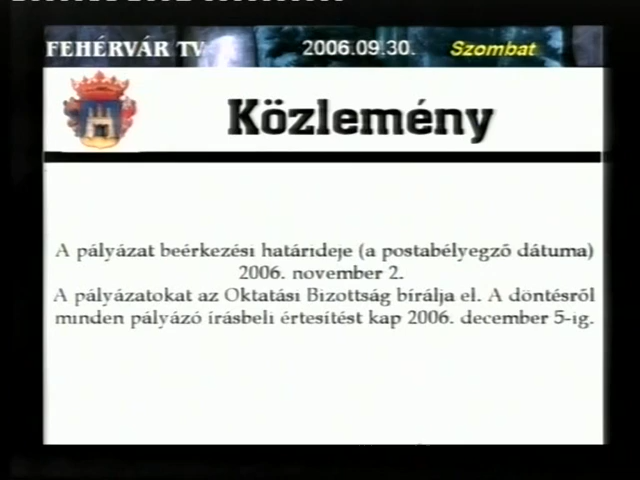 FEHÉRVÁR TV 2006.09.30. Szombat
Közlemény
A pályázat beérkezési határideje (a postabélyegző dátuma)
2006. november 2.
A pályázatokat az Oktatási Bizottság bírálja el. A döntésről
minden pályázó írásbeli értesítést kap 2006. december 5-ig.